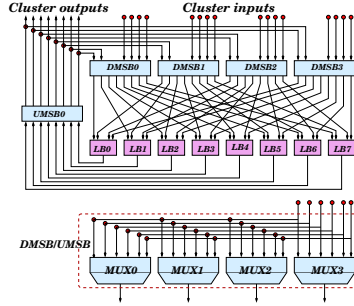 Cluster outputs Cluster inputs
DMSB0 DMSB1 DMSB2 DMSB3
UMSB0
LB0 LB1 LB2 LB3 LB4 LB5 LB6 LB7
DMSB/UMSB
MUX0 MUX1 MUX2 MUX3